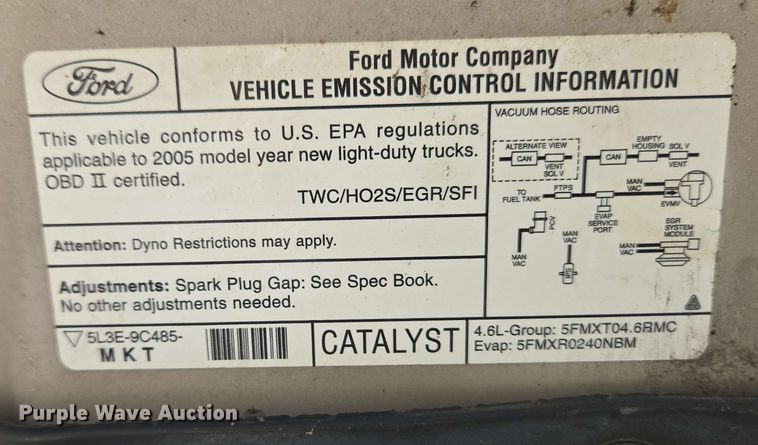 Ford
Ford Motor Company
VEHICLE EMISSION CONTROL INFORMATION
This vehicle conforms to U.S. EPA regulations
applicable to 2005 model year new light-duty trucks.
OBD II certified.
TWC/HO2S/EGR/SFI
Attention: Dyno Restrictions may apply.
Adjustments: Spark Plug Gap: See Spec Book.
No other adjustments needed.
VACUUM HOSE ROUTING
ALTERNATE VIEW
CAN
VENT
SOL V
EMPTY
HOUSING
SOL V
CAN
VENT
TO
FUEL TANK
FTPS
MAN
VAC
EVMV
EVAP
SERVICE
PORT
PCV
MAN
VAC
MAN
VAC
EGR
SYSTEM
MODULE
MAN
VAC
5L3E-9C485-
MKT
CATALYST
4.6L-Group: 5FMXT04.6RMC
Evap: 5FMXR0240NBM
Purple Wave Auction